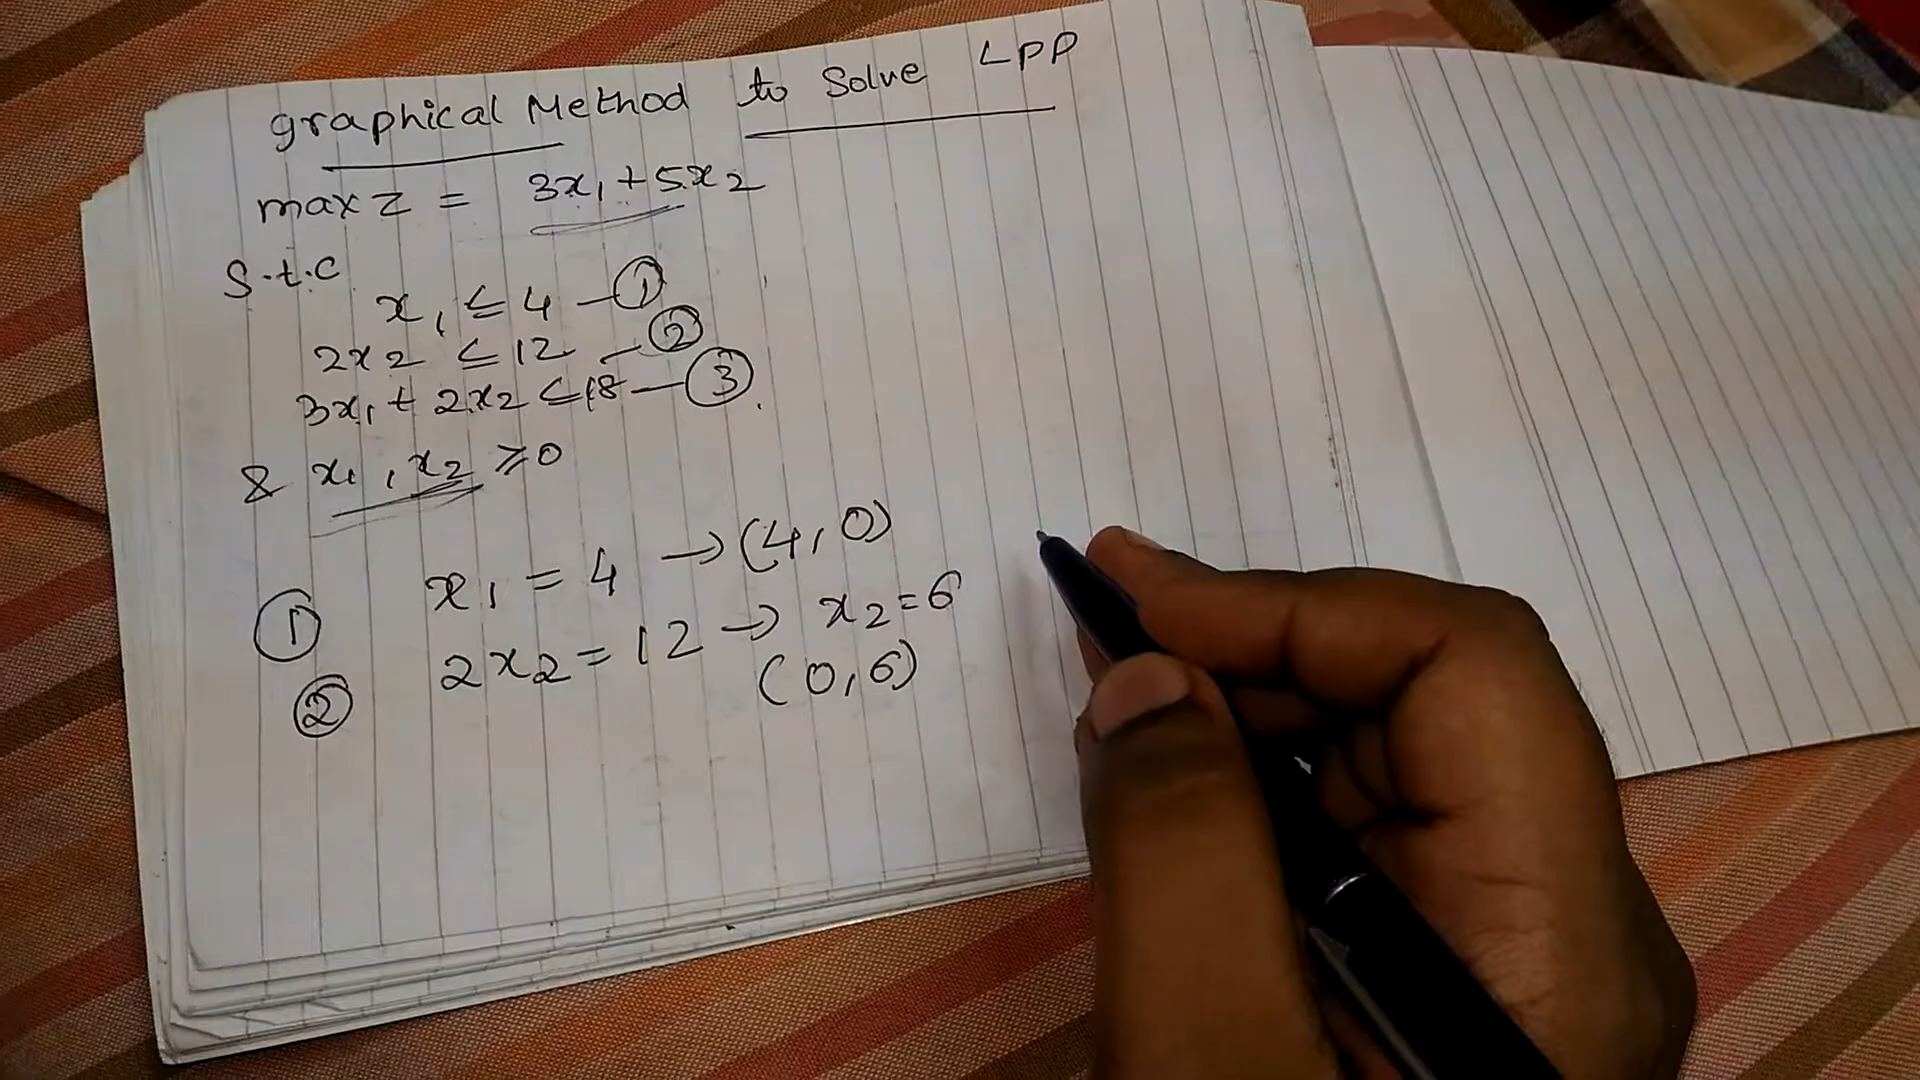 graphical Method to Solve LPP
max z = 3x₁ + 5x₂
S.t.c
x₁ ≤ 4 — ①
2x₂ ≤ 12 — ②
3x₁ + 2x₂ ≤ 18 — ③
& x₁, x₂ ≥ 0
① x₁ = 4 → (4, 0)
② 2x₂ = 12 → x₂ = 6
(0, 6)